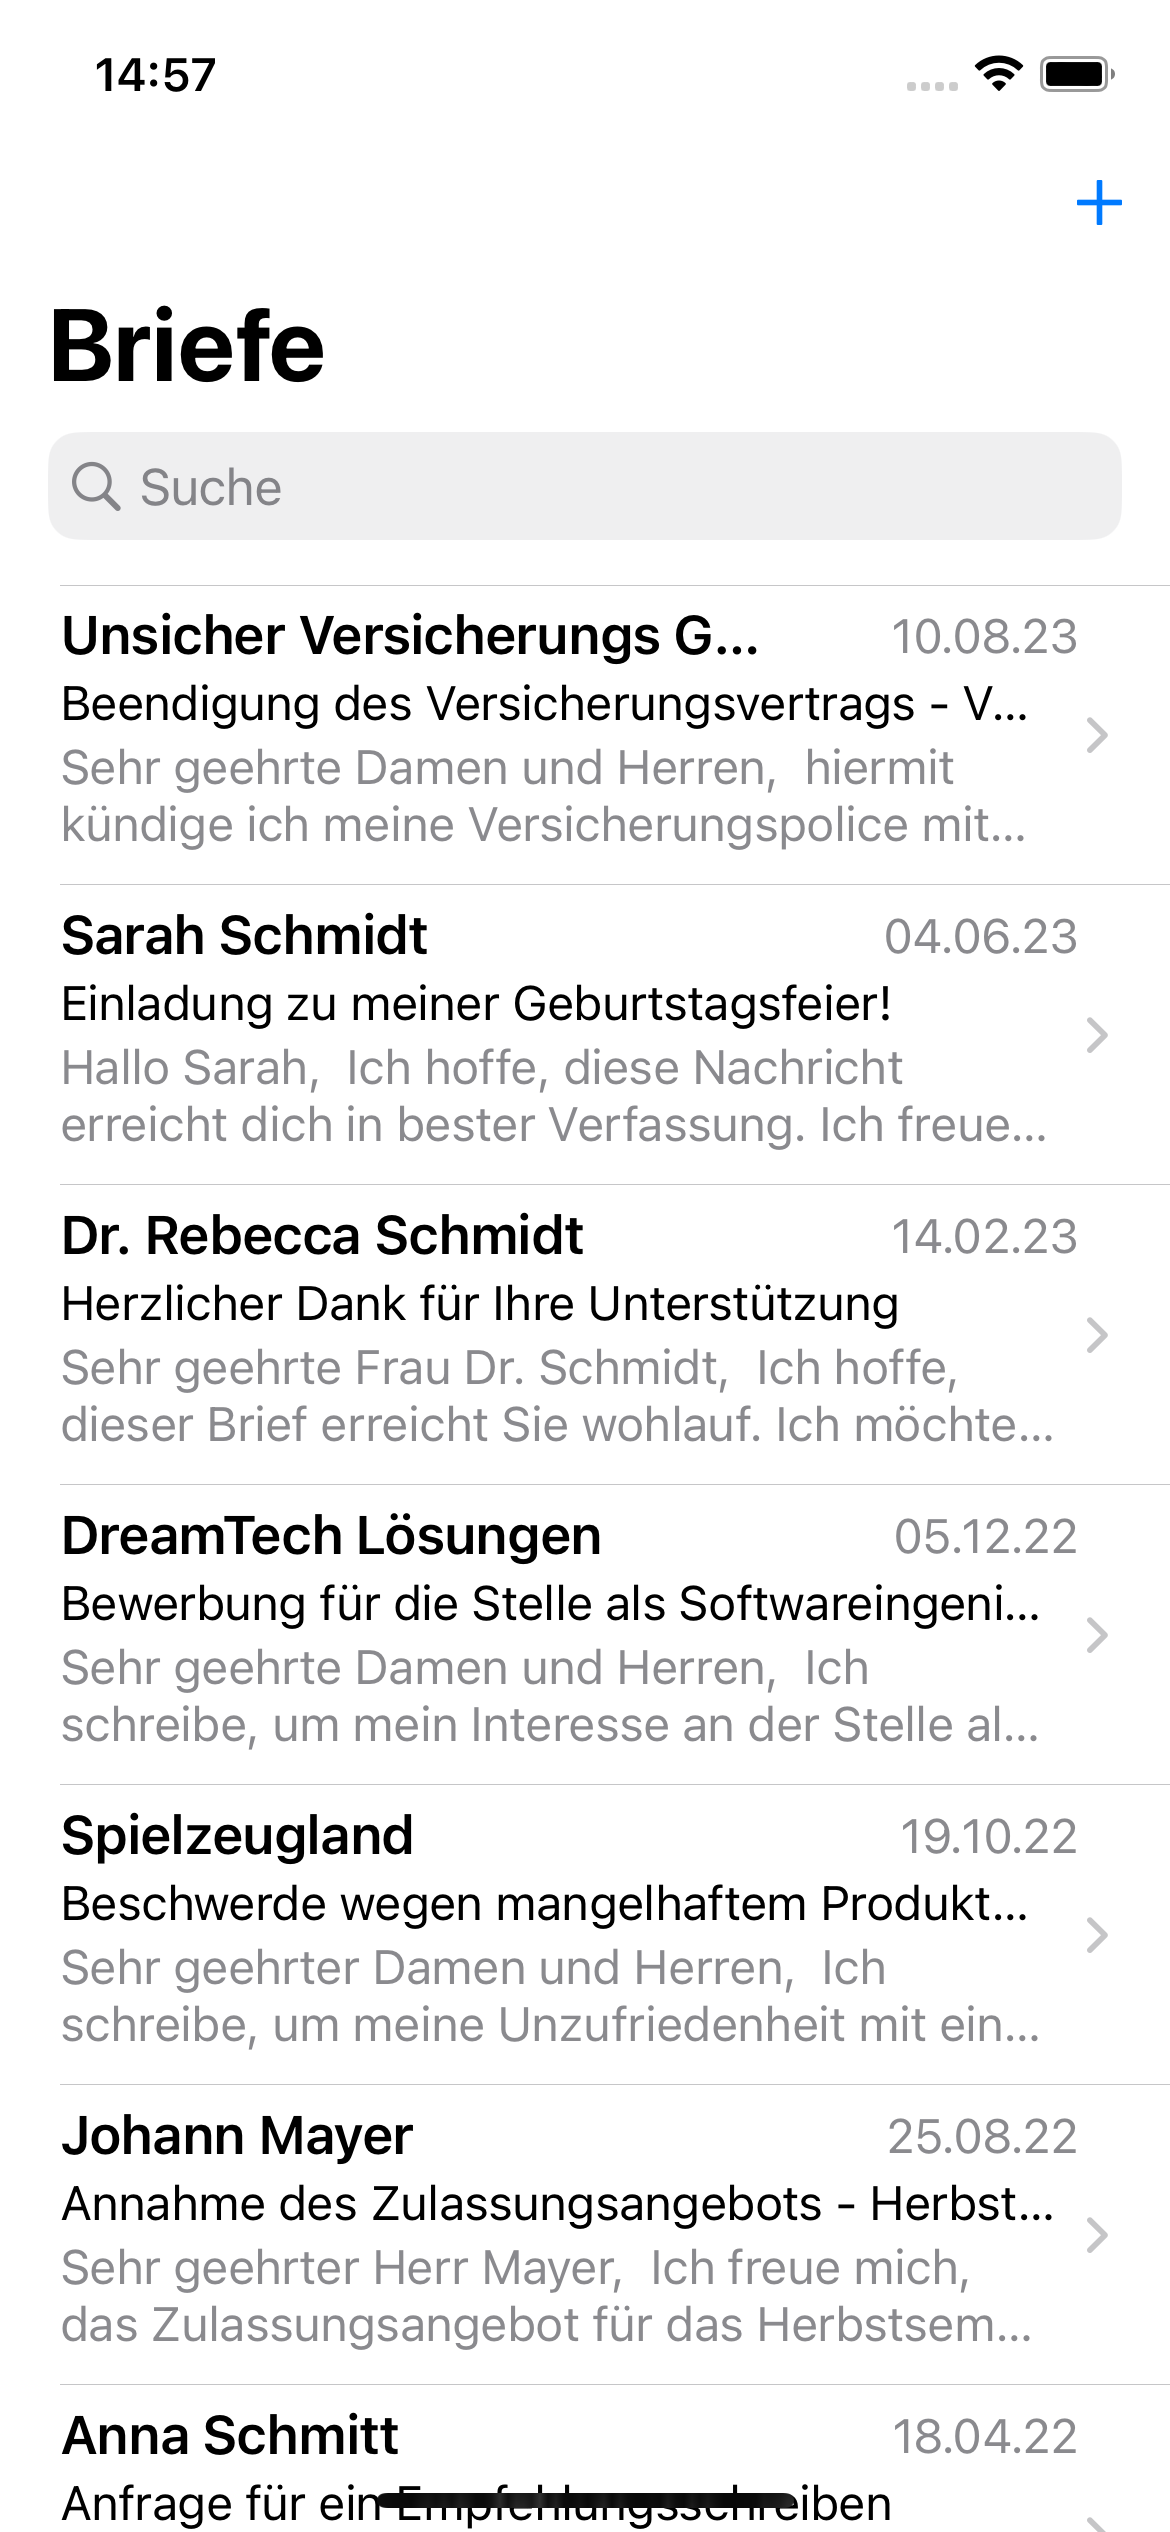 14:57
Briefe
Suche
Unsicher Versicherungs G... 10.08.23
Beendigung des Versicherungsvertrags - V...
Sehr geehrte Damen und Herren, hiermit
kündige ich meine Versicherungspolice mit...
Sarah Schmidt 04.06.23
Einladung zu meiner Geburtstagsfeier!
Hallo Sarah, Ich hoffe, diese Nachricht
erreicht dich in bester Verfassung. Ich freue...
Dr. Rebecca Schmidt 14.02.23
Herzlicher Dank für Ihre Unterstützung
Sehr geehrte Frau Dr. Schmidt, Ich hoffe,
dieser Brief erreicht Sie wohlauf. Ich möchte...
DreamTech Lösungen 05.12.22
Bewerbung für die Stelle als Softwareingeni...
Sehr geehrte Damen und Herren, Ich
schreibe, um mein Interesse an der Stelle al...
Spielzeugland 19.10.22
Beschwerde wegen mangelhaftem Produkt...
Sehr geehrter Damen und Herren, Ich
schreibe, um meine Unzufriedenheit mit ein...
Johann Mayer 25.08.22
Annahme des Zulassungsangebots - Herbst...
Sehr geehrter Herr Mayer, Ich freue mich,
das Zulassungsangebot für das Herbstsem...
Anna Schmitt 18.04.22
Anfrage für ein Empfehlungsschreiben